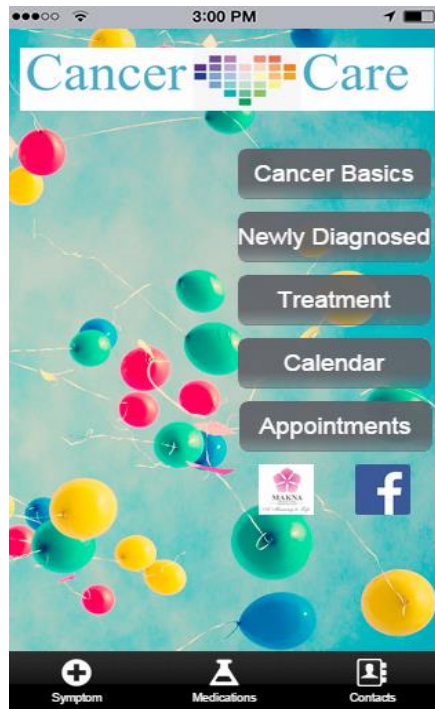 3:00 PM
Cancer Care
Cancer Basics
Newly Diagnosed
Treatment
Calendar
Appointments
MAKNA
f
Symptom
Medications
Contacts